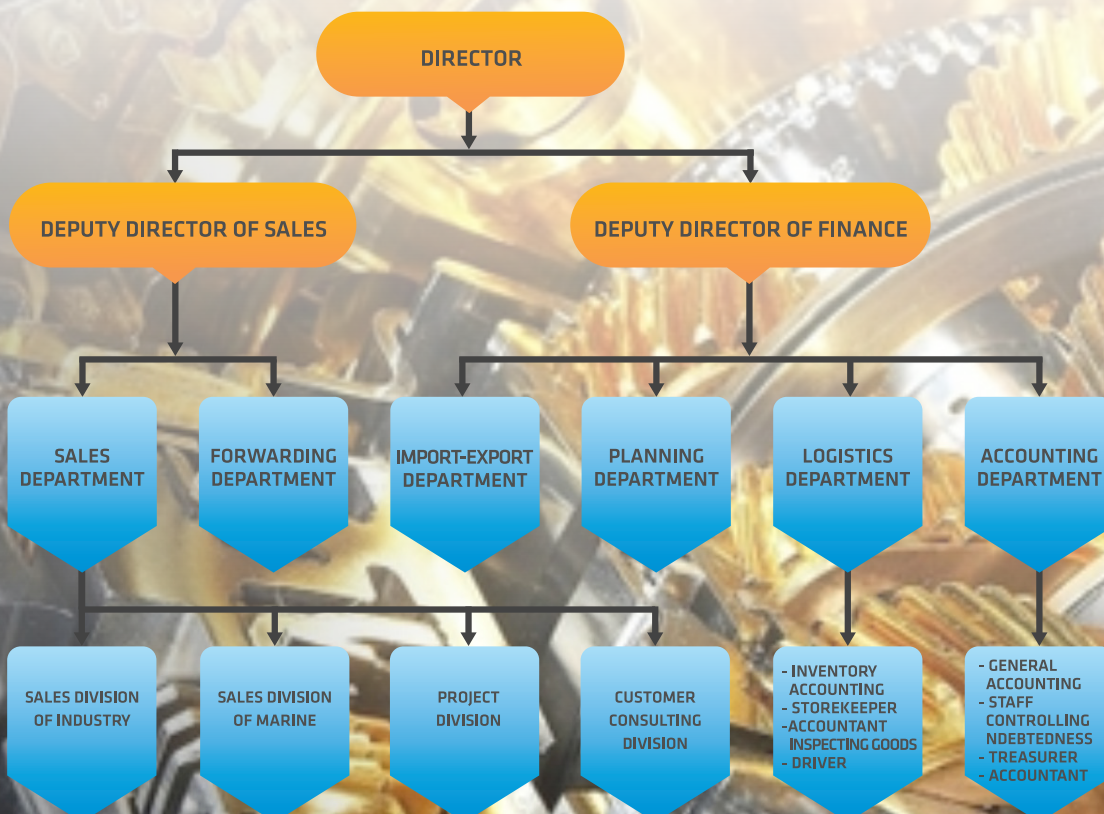 DIRECTOR
DEPUTY DIRECTOR OF SALES
DEPUTY DIRECTOR OF FINANCE
SALES
DEPARTMENT
FORWARDING
DEPARTMENT
IMPORT-EXPORT
DEPARTMENT
PLANNING
DEPARTMENT
LOGISTICS
DEPARTMENT
ACCOUNTING
DEPARTMENT
SALES DIVISION
OF INDUSTRY
SALES DIVISION
OF MARINE
PROJECT
DIVISION
CUSTOMER
CONSULTING
DIVISION
- INVENTORY
ACCOUNTING
- STOREKEEPER
-ACCOUNTANT
INSPECTING GOODS
- DRIVER
- GENERAL
ACCOUNTING
- STAFF
CONTROLLING
NDEBTEDNESS
- TREASURER
- ACCOUNTANT